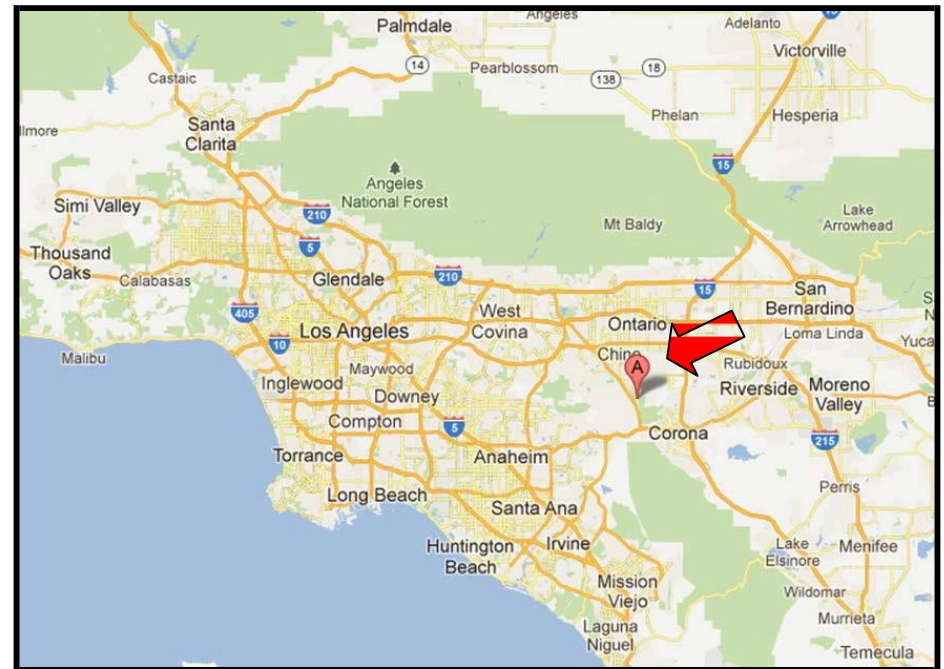 Angeles
Palmdale
Adelanto
Victorville
14
Pearblossom
18
138
Castaic
Phelan
Hesperia
llmore
Santa
Clarita
15
Angeles
National Forest
Simi Valley
210
Mt Baldy
Lake
Arrowhead
5
Thousand
Oaks
Calabasas
Glendale
210
15
San
Bernardino
405
West
Covina
Ontario
Los Angeles
Loma Linda
Yuca
10
Malibu
Maywood
Chino
A
Rubidoux
Inglewood
Downey
Riverside
Moreno
Valley
Compton
5
Corona
215
Torrance
Anaheim
Long Beach
Perris
Santa Ana
Huntington
Beach
Irvine
Lake
Elsinore
Menifee
Mission
Viejo
Wildomar
Laguna
Niguel
Murrieta
Temecula